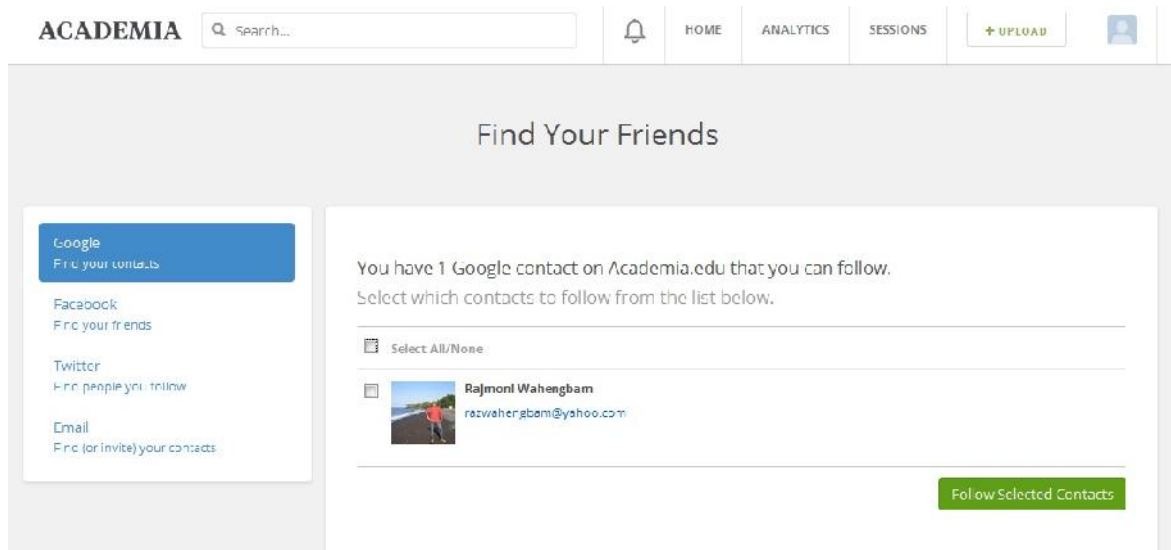 ACADEMIA
Search...
HOME
ANALYTICS
SESSIONS
+ UPLOAD
Find Your Friends
Google
Find your contacts
Facebook
Find your friends
Twitter
Find people you follow
Email
Find (or invite) your contacts
You have 1 Google contact on Academia.edu that you can follow.
Select which contacts to follow from the list below.
Select All/None
Rajmoni Wahengbam
razwahengbam@yahoo.com
Follow Selected Contacts